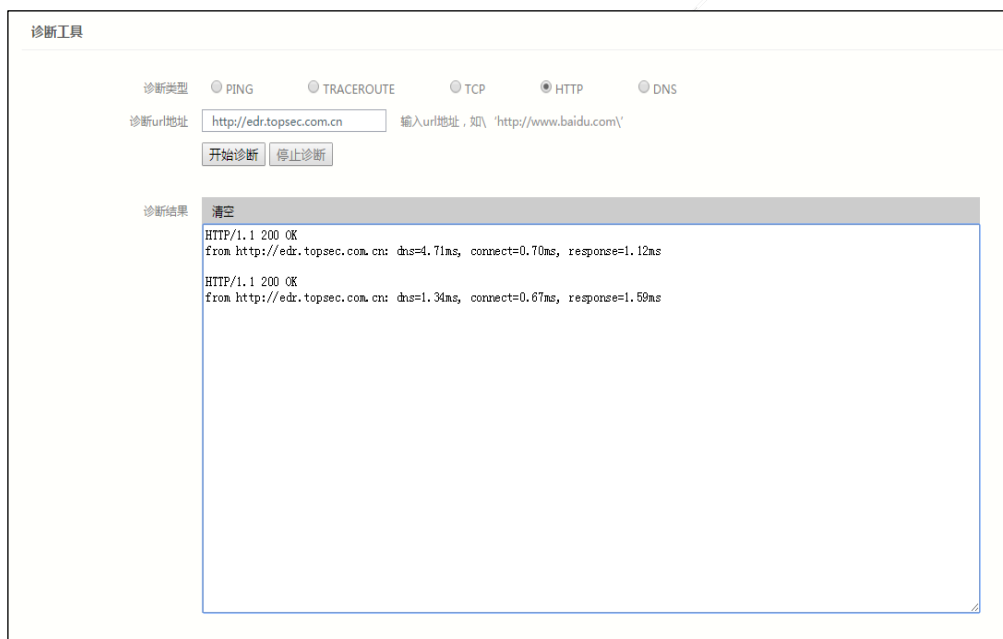 诊断工具
诊断类型 PING TRACEROUTE TCP HTTP DNS
诊断url地址 http://edr.topsec.com.cn 输入url地址，如\‘http://www.baidu.com\’
开始诊断 停止诊断
诊断结果 清空
HTTP/1.1 200 OK
from http://edr.topsec.com.cn: dns=4.71ms, connect=0.70ms, response=1.12ms
HTTP/1.1 200 OK
from http://edr.topsec.com.cn: dns=1.34ms, connect=0.67ms, response=1.59ms